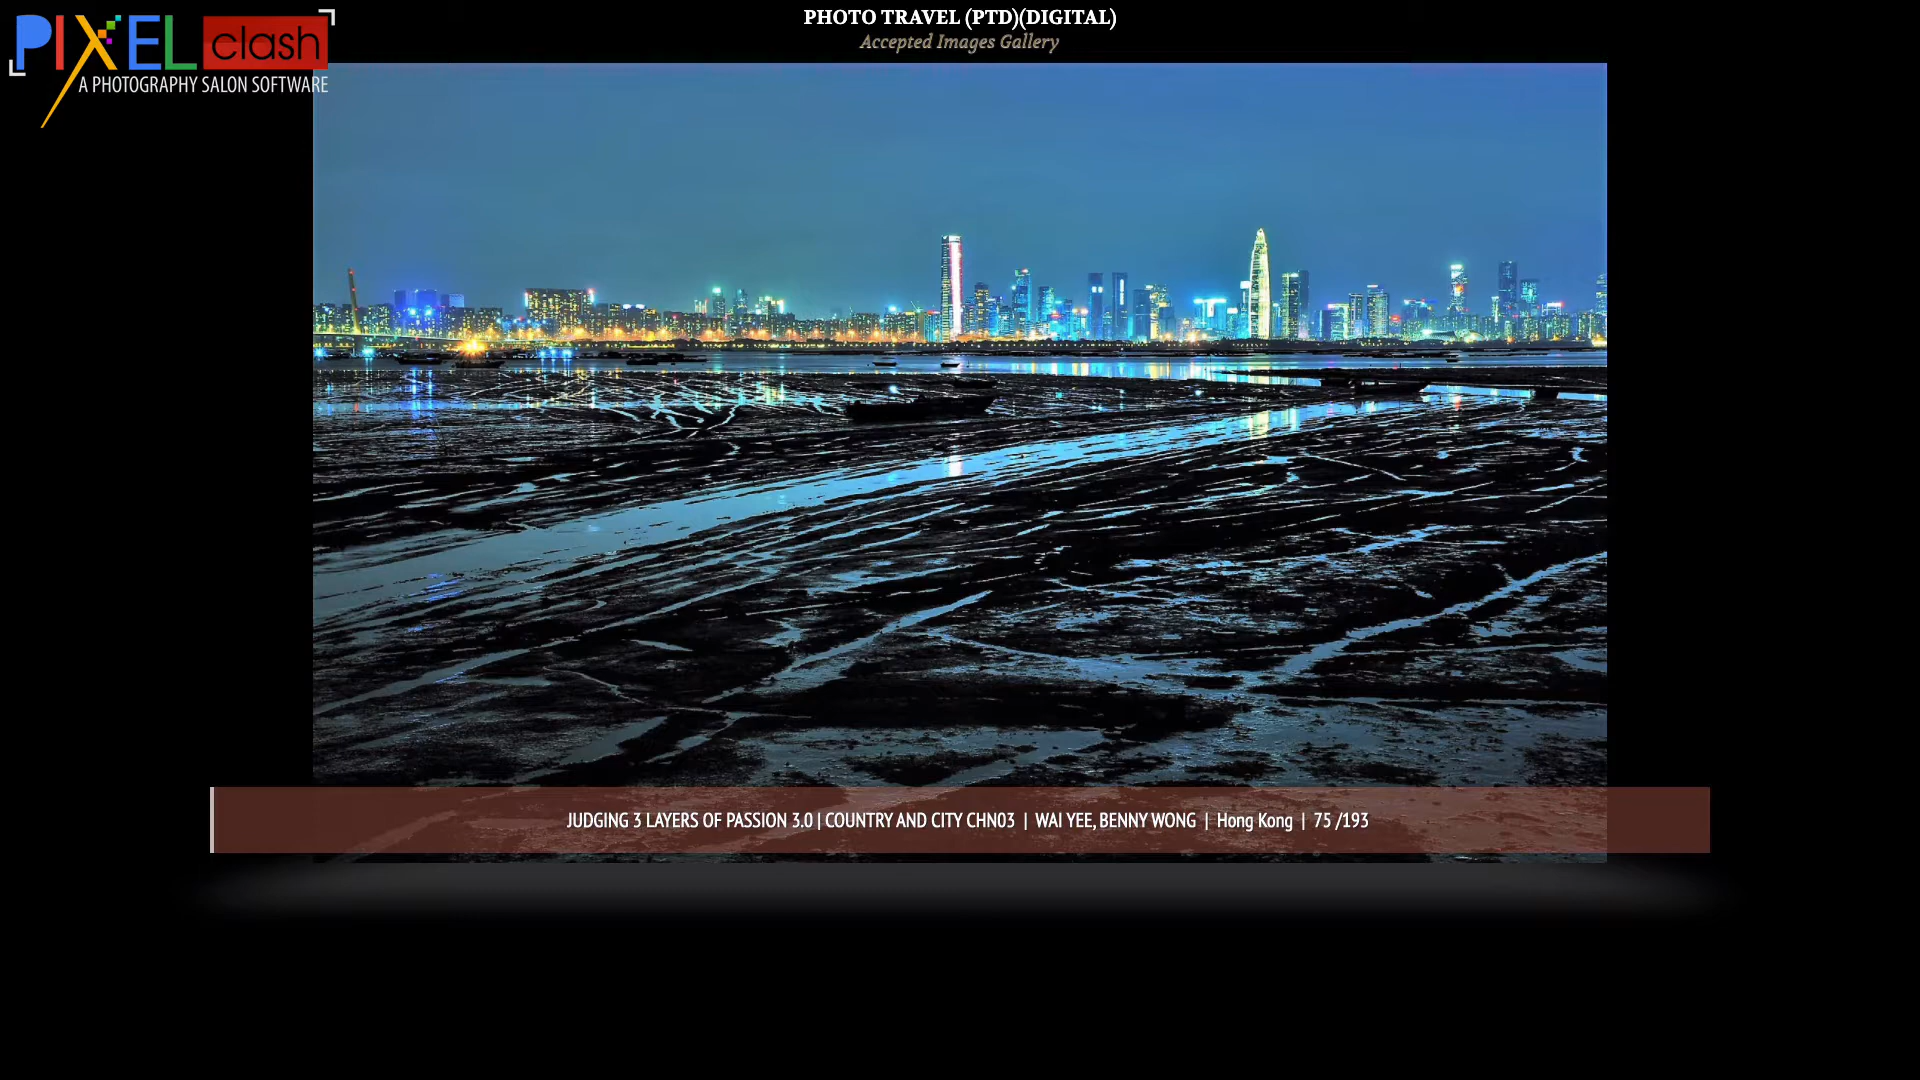 PIXEL clash
A PHOTOGRAPHY SALON SOFTWARE
PHOTO TRAVEL (PTD)(DIGITAL)
Accepted Images Gallery
JUDGING 3 LAYERS OF PASSION 3.0 | COUNTRY AND CITY CHN03 | WAI YEE, BENNY WONG | Hong Kong | 75 /193